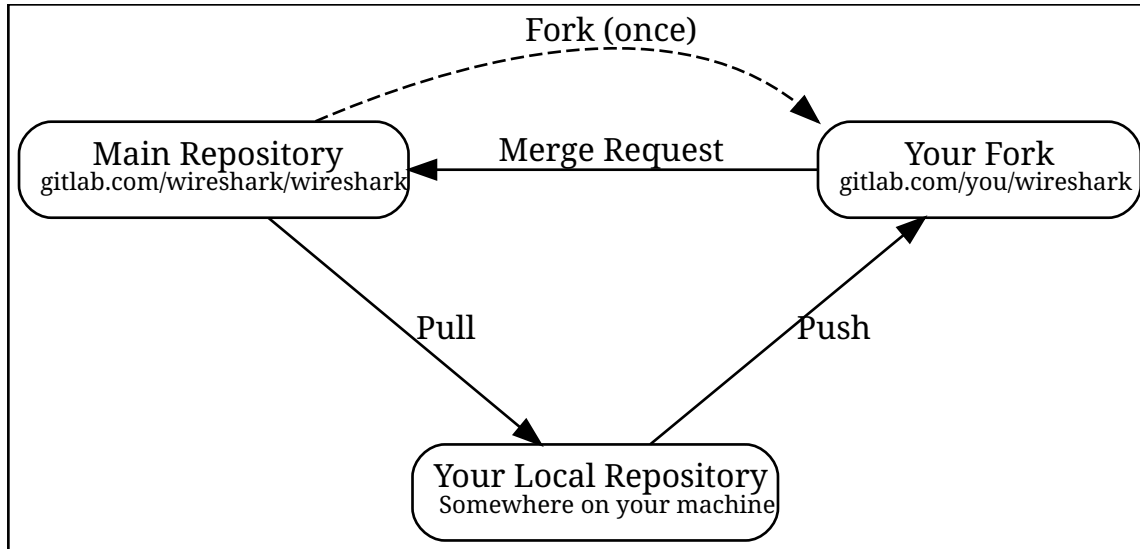 Fork (once)
Main Repository
gitlab.com/wireshark/wireshark
Merge Request
Your Fork
gitlab.com/you/wireshark
Pull
Push
Your Local Repository
Somewhere on your machine